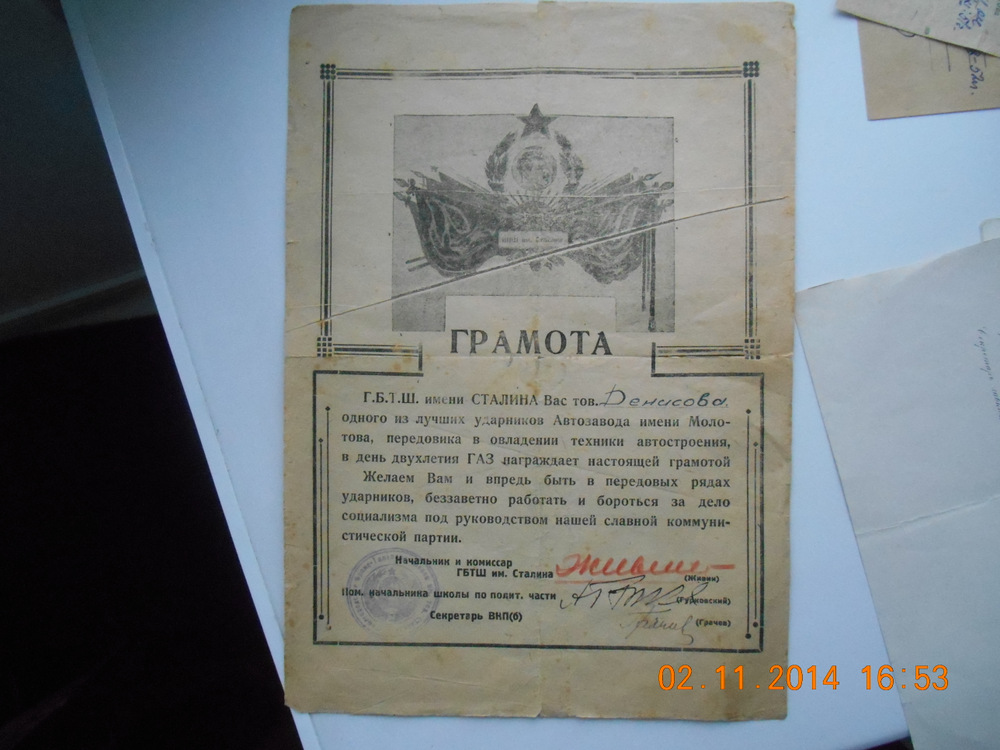 ГРАМОТА
Г.Б.Т.Ш. имени СТАЛИНА Вас тов. Денисова
одного из лучших ударников Автозавода имени Моло-
това, передовика в овладении техники автостроения,
в день двухлетия ГАЗ награждает настоящей грамотой
Желаем Вам и впредь быть в передовых рядах
ударников, беззаветно работать и бороться за дело
социализма под руководством нашей славной коммуни-
стической партии.
Начальник и комиссар
ГБТШ им. Сталина
(Живин)
Пом. начальника школы по полит. части
(Гурковский)
Секретарь ВКП(б)
(Грачев)
02.11.2014 16:53